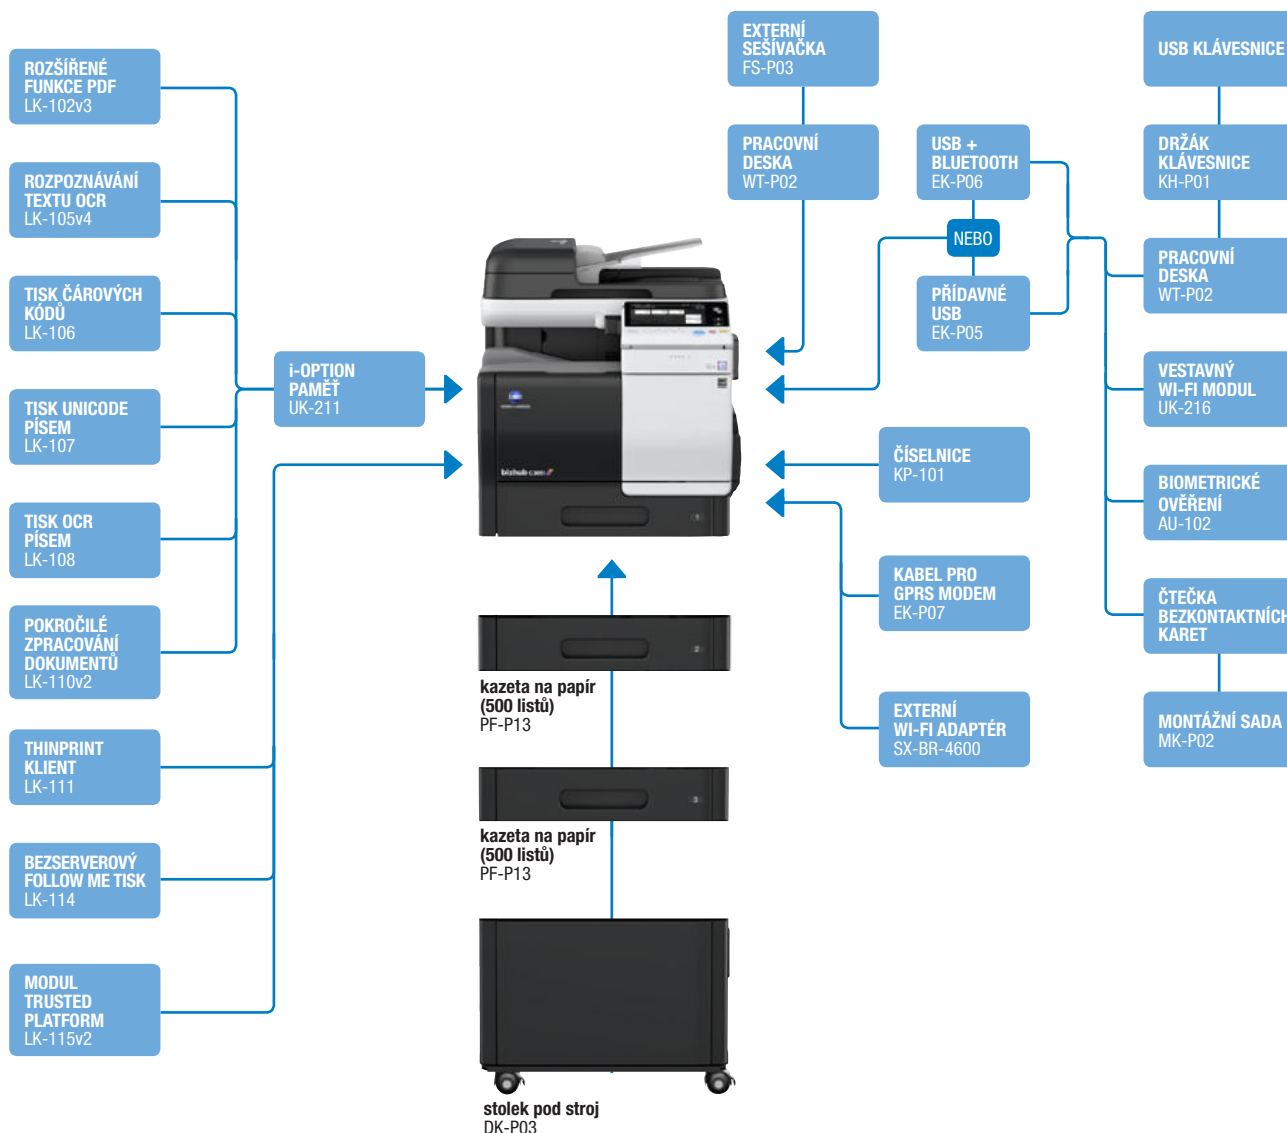 ROZŠÍŘENÉ
FUNKCE PDF
LK-102v3
ROZPOZNÁVÁNÍ
TEXTU OCR
LK-105v4
TISK ČÁROVÝCH
KÓDŮ
LK-106
TISK UNICODE
PÍSEM
LK-107
TISK OCR
PÍSEM
LK-108
POKROČILÉ
ZPRACOVÁNÍ
DOKUMENTŮ
LK-110v2
THINPRINT
KLIENT
LK-111
BEZSERVEROVÝ
FOLLOW ME TISK
LK-114
MODUL
TRUSTED
PLATFORM
LK-115v2
i-OPTION
PAMĚŤ
UK-211
bizhub
1
2
kazeta na papír
(500 listů)
PF-P13
3
kazeta na papír
(500 listů)
PF-P13
stolek pod stroj
DK-P03
EXTERNÍ
SEŠÍVAČKA
FS-P03
PRACOVNÍ
DESKA
WT-P02
USB +
BLUETOOTH
EK-P06
NEBO
PŘÍDAVNÉ
USB
EK-P05
ČÍSELNICE
KP-101
KABEL PRO
GPRS MODEM
EK-P07
EXTERNÍ
WI-FI ADAPTÉR
SX-BR-4600
USB KLÁVESNICE
DRŽÁK
KLÁVESNICE
KH-P01
PRACOVNÍ
DESKA
WT-P02
VESTAVNÝ
WI-FI MODUL
UK-216
BIOMETRICKÉ
OVĚŘENÍ
AU-102
ČTEČKA
BEZKONTAKTNÍCH
KARET
MONTÁŽNÍ SADA
MK-P02